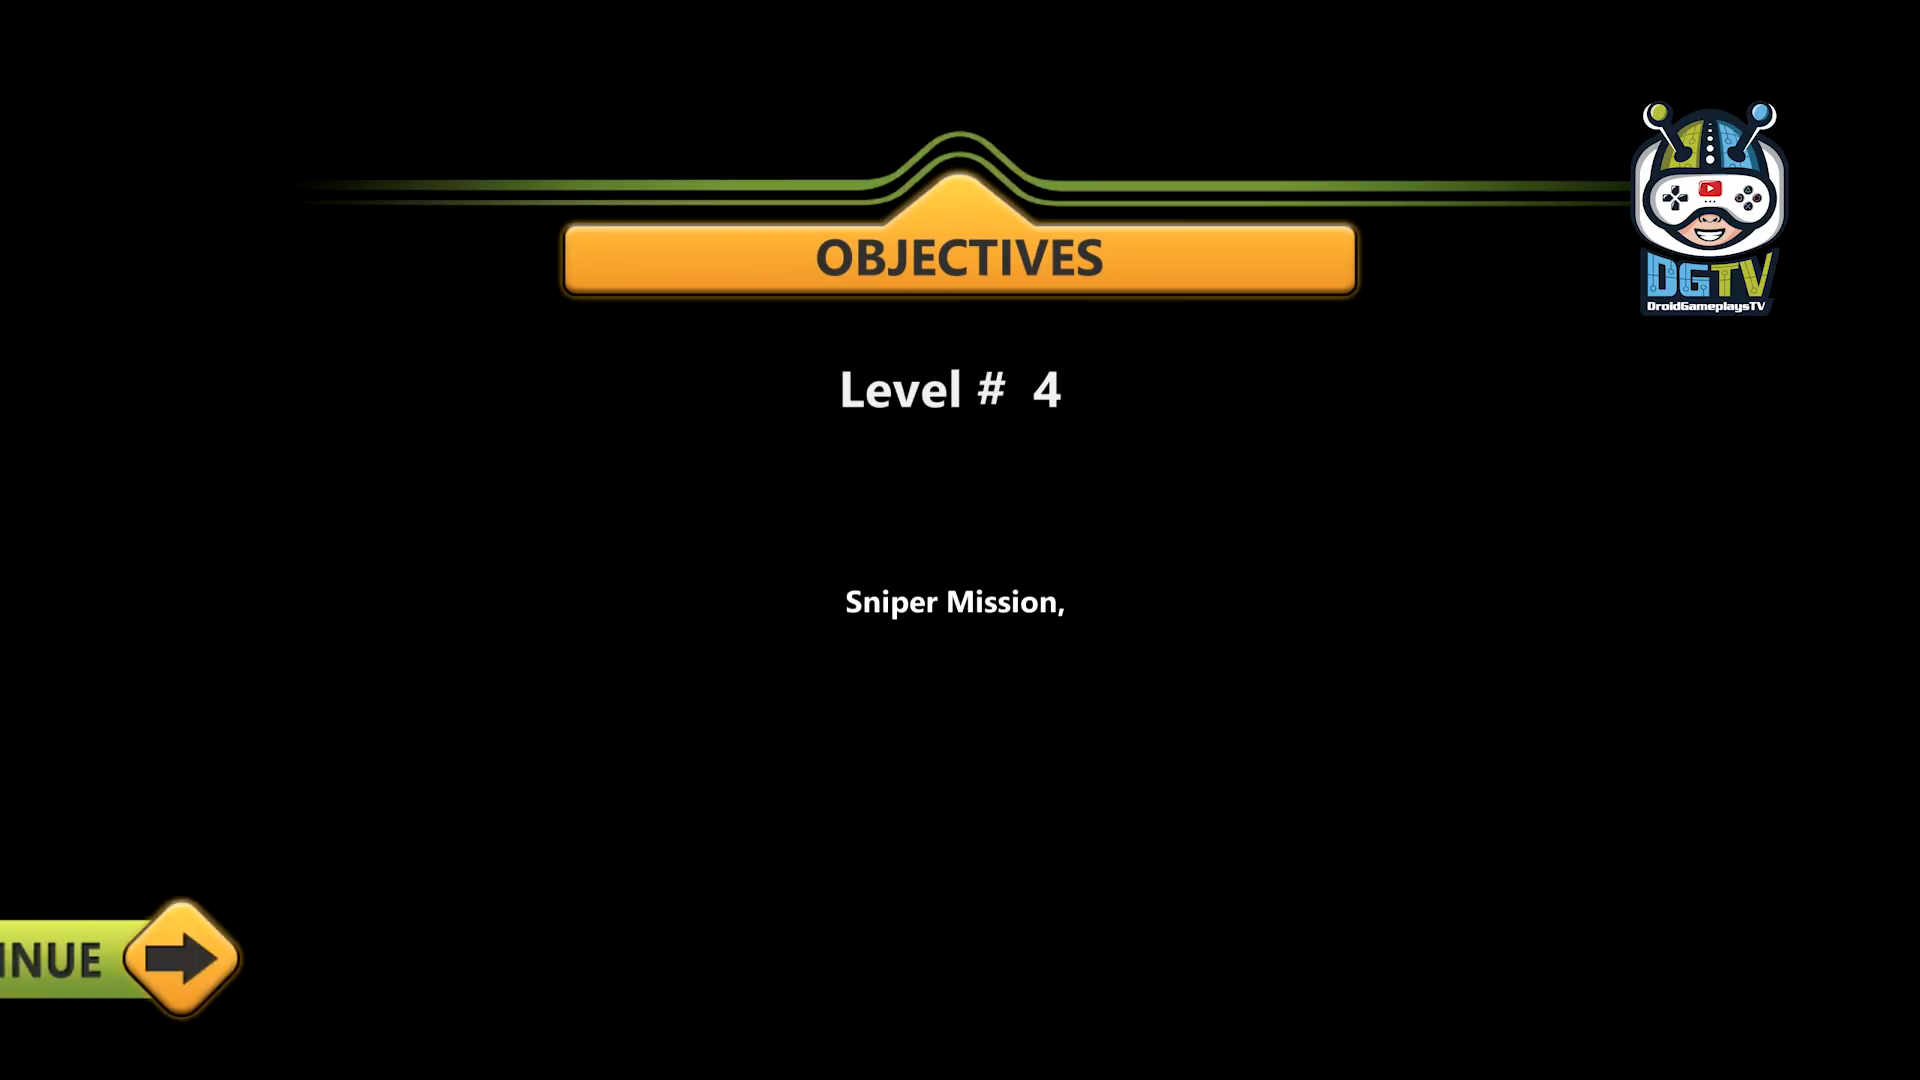 OBJECTIVES
DGTV
DroidGameplaysTV
Level # 4
Sniper Mission,
INUE